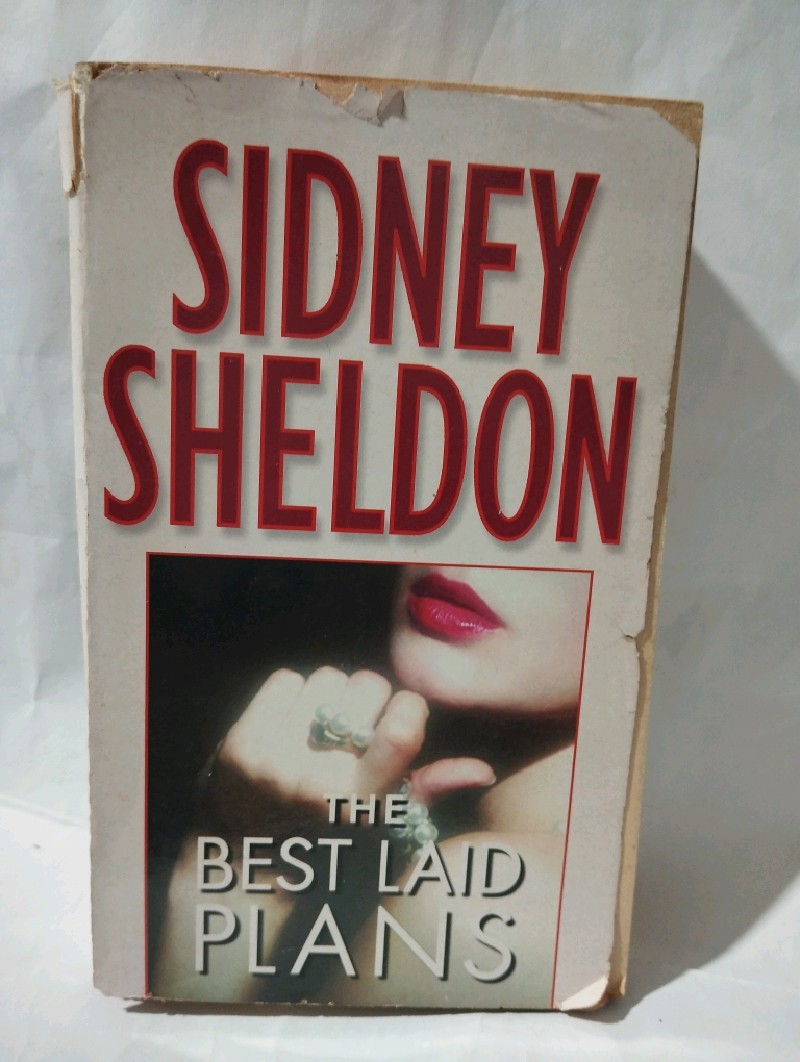 SIDNEY
SHELDON
THE
BEST LAID
PLANS